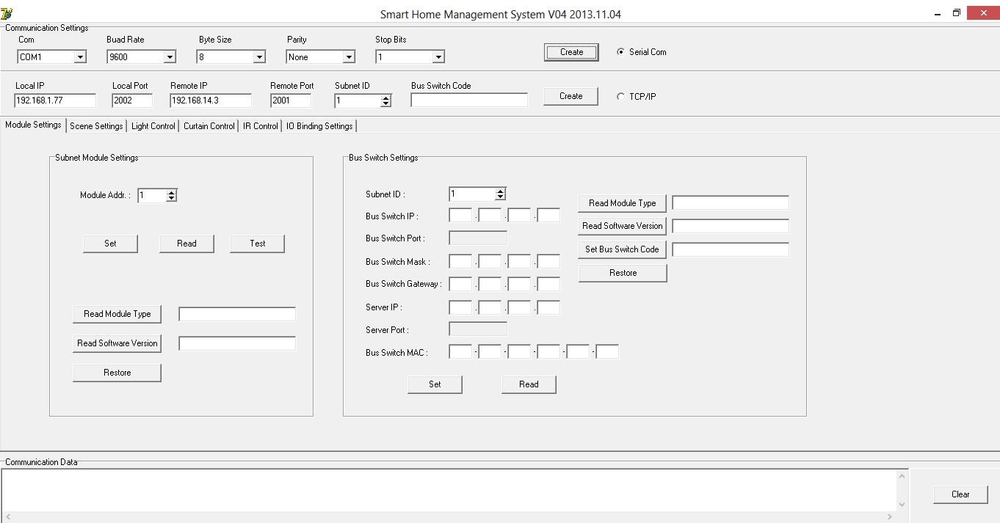 Smart Home Management System V04 2013.11.04
Communication Settings
Com Buad Rate Byte Size Parity Stop Bits
COM1 9600 8 None 1 Create Serial Com
Local IP Local Port Remote IP Remote Port Subnet ID Bus Switch Code
192.168.1.77 2002 192.168.14.3 2001 1 Create TCP/IP
Module Settings Scene Settings Light Control Curtain Control IR Control IO Binding Settings
Subnet Module Settings
Module Addr. : 1
Set Read Test
Read Module Type
Read Software Version
Restore
Bus Switch Settings
Subnet ID : 1
Bus Switch IP : . . .
Bus Switch Port :
Bus Switch Mask : . . .
Bus Switch Gateway : . . .
Server IP : . . .
Server Port :
Bus Switch MAC : - - - - -
Set Read
Read Module Type
Read Software Version
Set Bus Switch Code
Restore
Communication Data
Clear